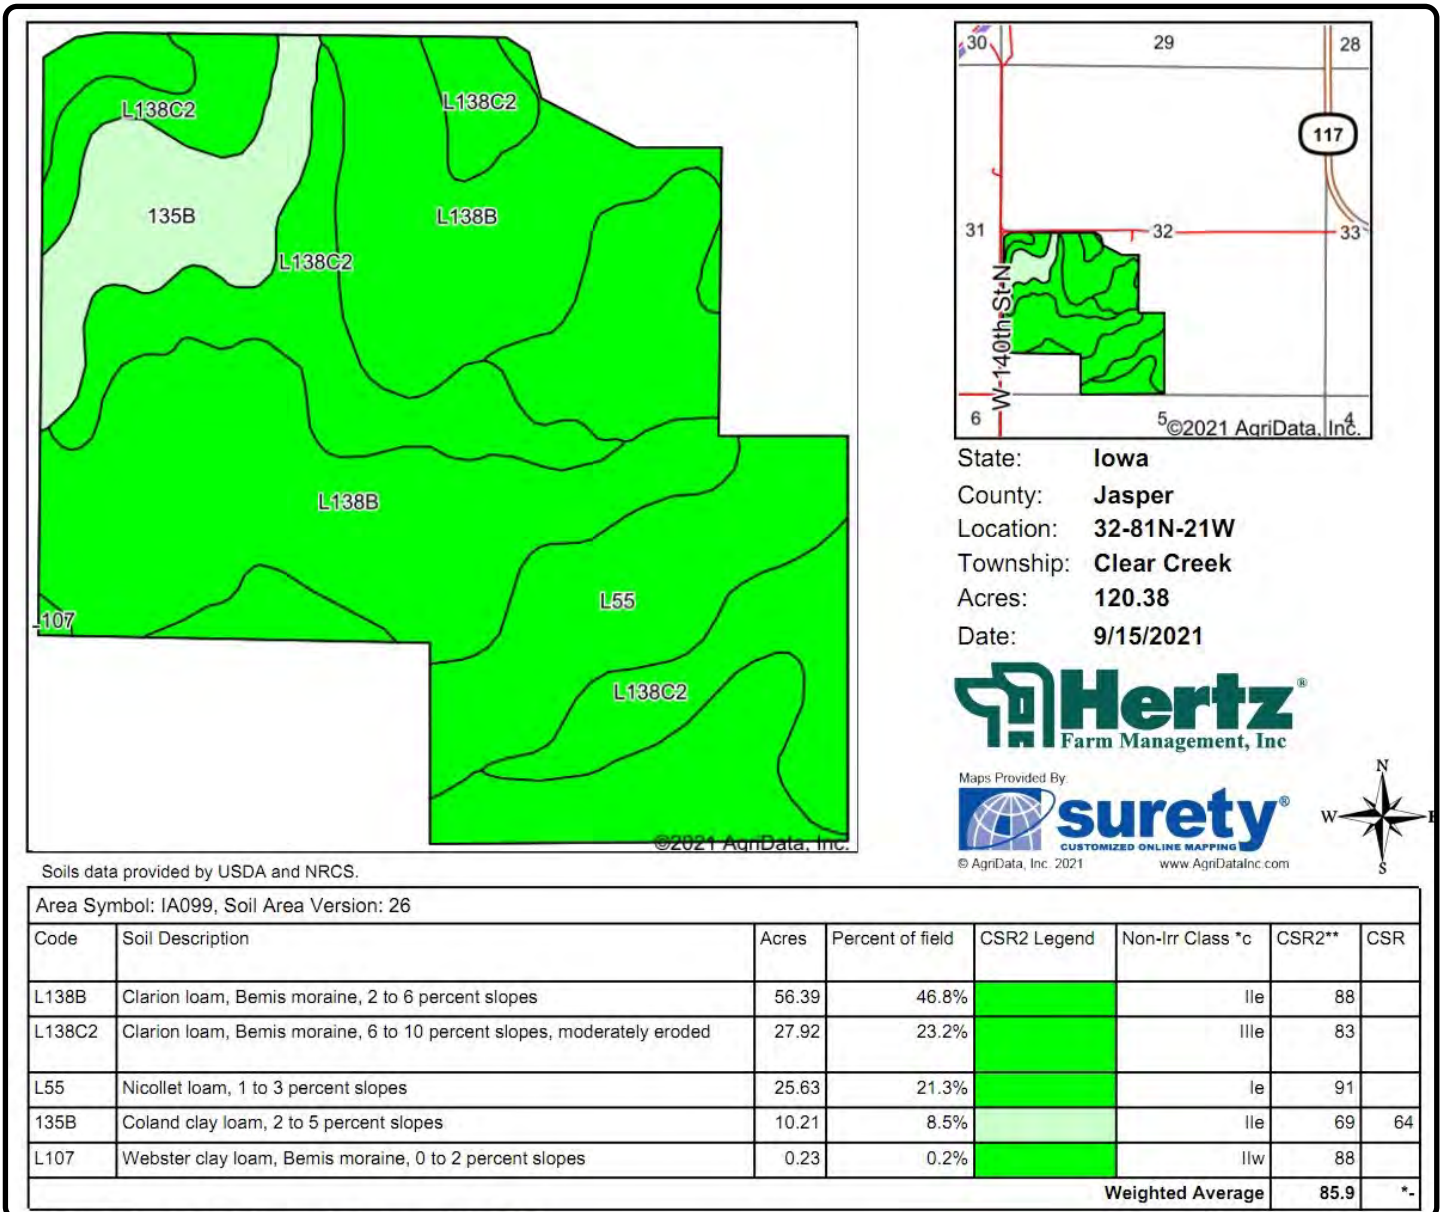 L138C2
L138C2
135B
L138B
L138C2
L138B
L55
107
L138C2
©2021 AgriData, Inc.
30
29
28
117
31
32
33
W 140th St N
6
5
4
©2021 AgriData, Inc.
State: Iowa
County: Jasper
Location: 32-81N-21W
Township: Clear Creek
Acres: 120.38
Date: 9/15/2021
Hertz®
Farm Management, Inc
Maps Provided By:
surety®
CUSTOMIZED ONLINE MAPPING
© AgriData, Inc. 2021 www.AgriDataInc.com
N
W
S
Soils data provided by USDA and NRCS.
Area Symbol: IA099, Soil Area Version: 26
Code Soil Description Acres Percent of field CSR2 Legend Non-Irr Class *c CSR2** CSR
L138B Clarion loam, Bemis moraine, 2 to 6 percent slopes 56.39 46.8% IIe 88
L138C2 Clarion loam, Bemis moraine, 6 to 10 percent slopes, moderately eroded 27.92 23.2% IIIe 83
L55 Nicollet loam, 1 to 3 percent slopes 25.63 21.3% Ie 91
135B Coland clay loam, 2 to 5 percent slopes 10.21 8.5% IIe 69 64
L107 Webster clay loam, Bemis moraine, 0 to 2 percent slopes 0.23 0.2% IIw 88
Weighted Average 85.9 *-